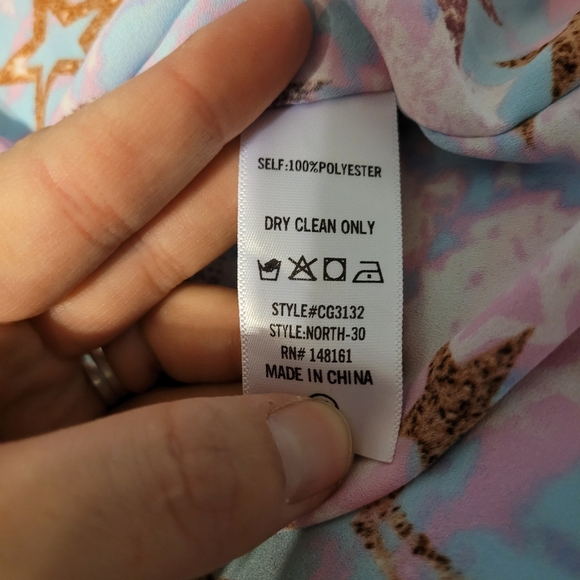 SELF:100%POLYESTER
DRY CLEAN ONLY
STYLE#CG3132
STYLE:NORTH-30
RN# 148161
MADE IN CHINA